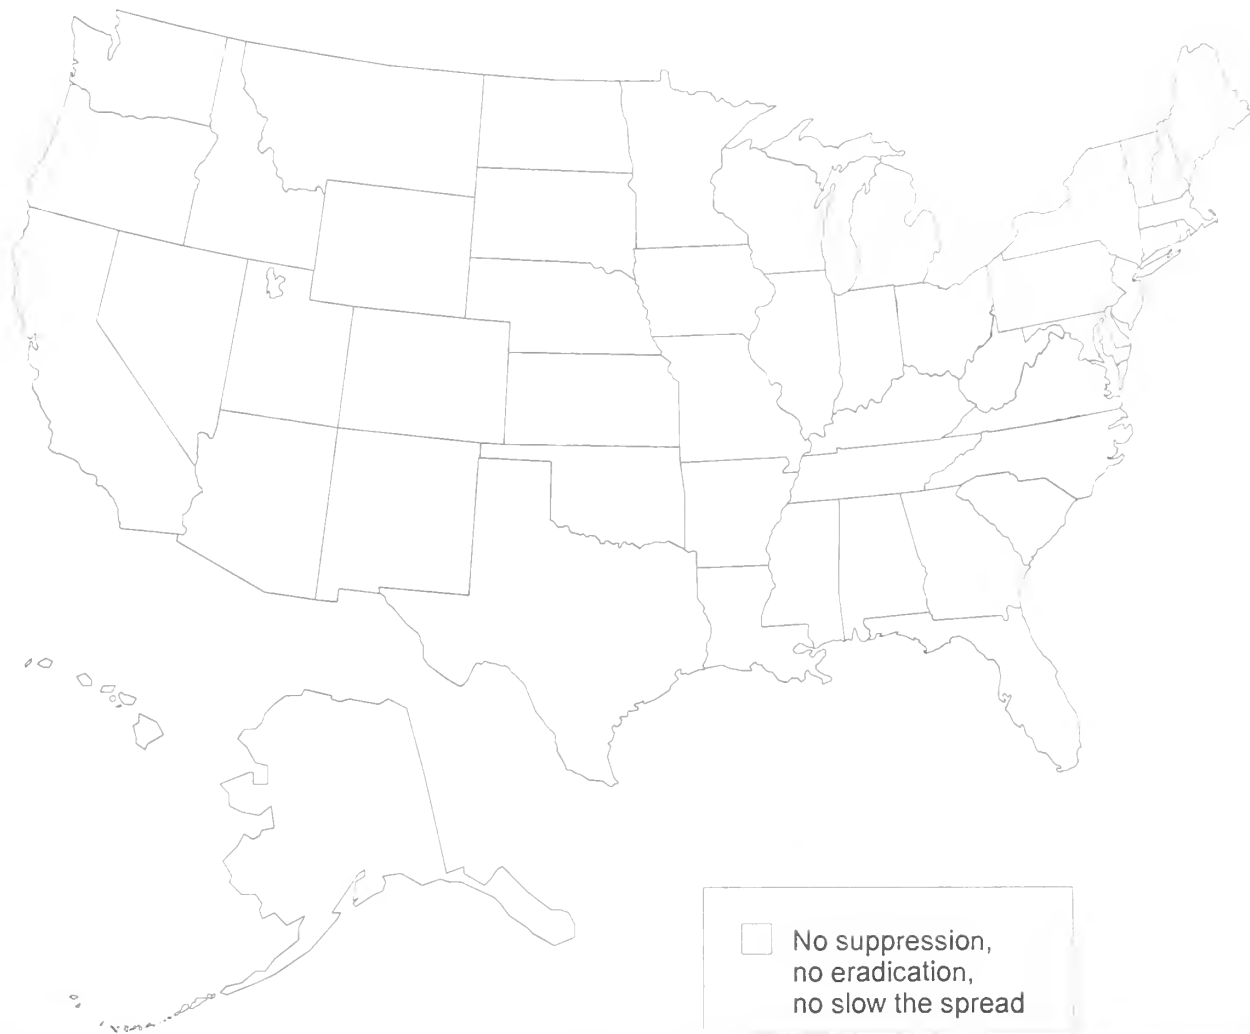 No suppression,
no eradication,
no slow the spread